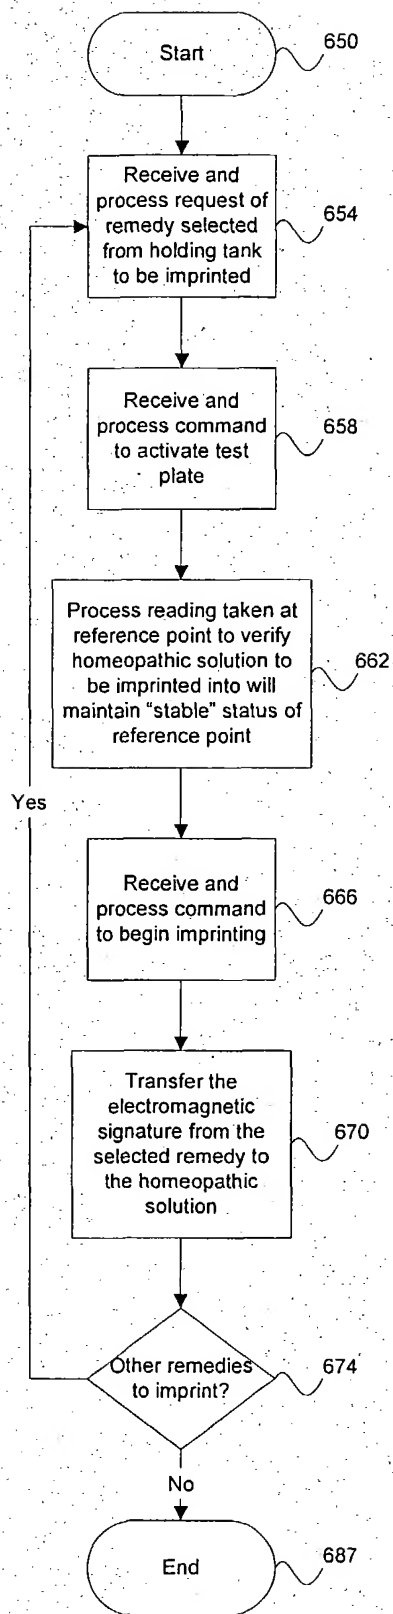 Start
650
Receive and
process request of
remedy selected
from holding tank
to be imprinted
654
Receive and
process command
to activate test
plate
658
Process reading taken at
reference point to verify
homeopathic solution to
be imprinted into will
maintain "stable" status of
reference point
662
Yes
Receive and
process command
to begin imprinting
666
Transfer the
electromagnetic
signature from the
selected remedy to
the homeopathic
solution
670
Other remedies
to imprint?
674
No
End
687